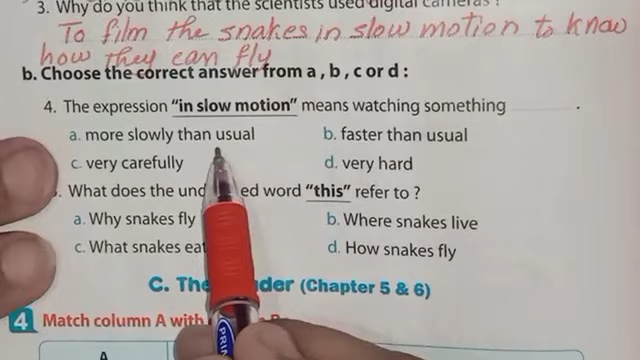 3. Why do you think that the scientists used digital cameras ?
To film the snakes in slow motion to know
how they can fly
b. Choose the correct answer from a , b , c or d :
4. The expression "in slow motion" means watching something .
a. more slowly than usual b. faster than usual
c. very carefully d. very hard
What does the ed word "this" refer to ?
a. Why snakes fly b. Where snakes live
c. What snakes eat d. How snakes fly
C. The (Chapter 5 & 6)
4 Match column A with
A